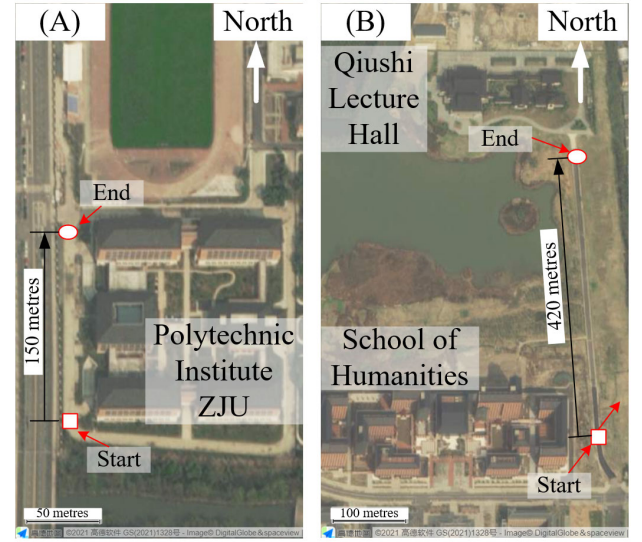 (A)
North
End
150 metres
Polytechnic
Institute
ZJU
Start
50 metres
©2021 高德软件 GS(2021)1328号 - Image© DigitalGlobe & spaceview
(B)
North
Qiushi
Lecture
Hall
End
420 metres
School of
Humanities
Start
100 metres
©2021 高德软件 GS(2021)1328号 - Image© DigitalGlobe & spaceview